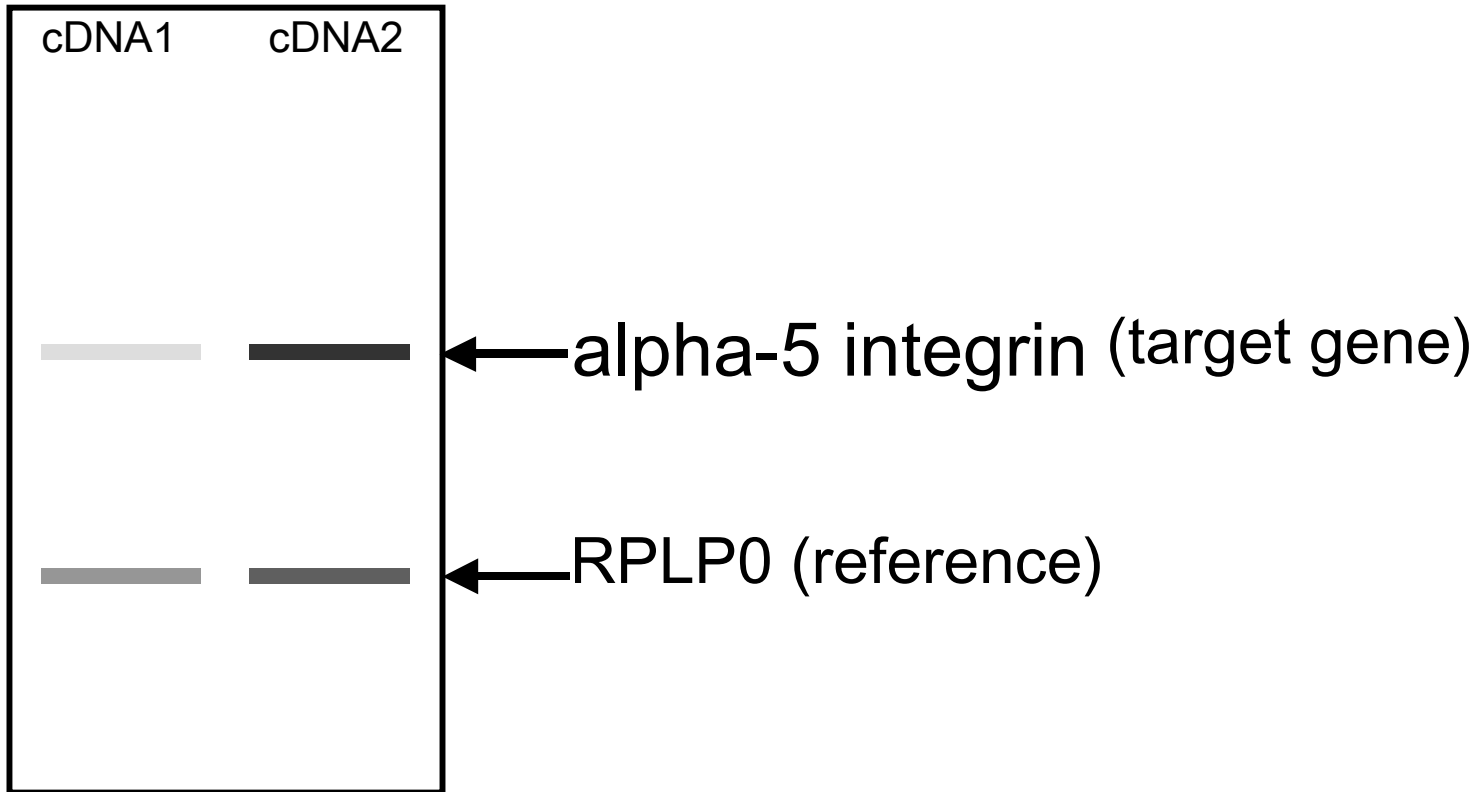 cDNA1 cDNA2
alpha-5 integrin (target gene)
RPLP0 (reference)